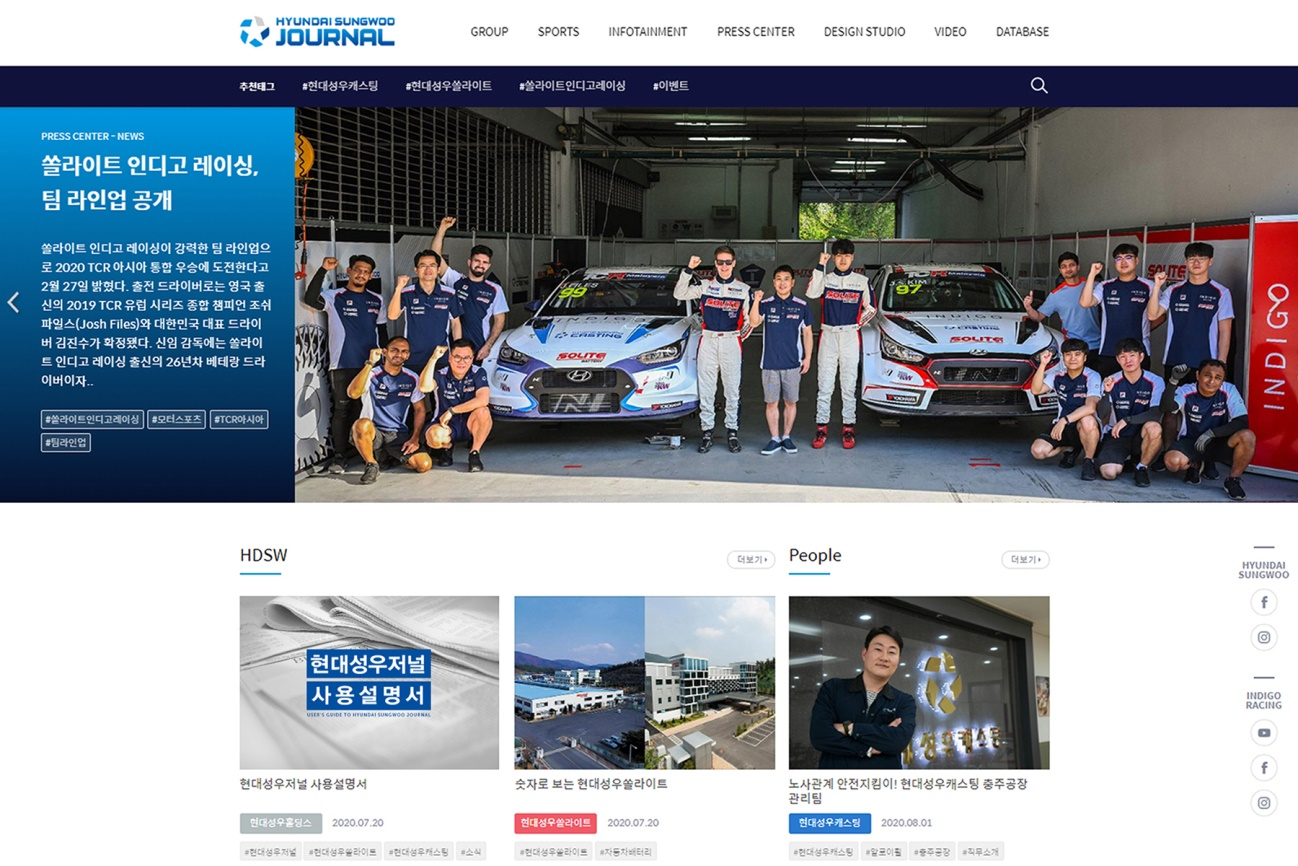 HYUNDAI SUNGWOO
JOURNAL
GROUP SPORTS INFOTAINMENT PRESS CENTER DESIGN STUDIO VIDEO DATABASE
추천태그 #현대성우캐스팅 #현대성우쏠라이트 #쏠라이트인디고레이싱 #이벤트
PRESS CENTER - NEWS
쏠라이트 인디고 레이싱,
팀 라인업 공개
쏠라이트 인디고 레이싱이 강력한 팀 라인업으
로 2020 TCR 아시아 통합 우승에 도전한다고
2월 27일 밝혔다. 출전 드라이버로는 영국 출
신의 2019 TCR 유럽 시리즈 종합 챔피언 조쉬
파일스(Josh Files)와 대한민국 대표 드라이
버 김진수가 확정됐다. 신임 감독에는 쏠라이
트 인디고 레이싱 출신의 26년차 베테랑 드라
이버이자..
#쏠라이트인디고레이싱 #모터스포츠 #TCR아시아
#팀라인업
J.FILES
99
INDIGO
CASTING
SOLITE
BATTERY
YOKOHAMA
SOLITE
J.S.KIM
97
INDIGO
CASTING
SOLITE
YOKOHAMA
SOLITE
INDIGO
HDSW 더보기
People 더보기
현대성우저널
사용설명서
USER'S GUIDE TO HYUNDAI SUNGWOO JOURNAL
현대성우저널 사용설명서
현대성우홀딩스 2020.07.20
#현대성우저널 #현대성우쏠라이트 #현대성우캐스팅 #소식
숫자로 보는 현대성우쏠라이트
현대성우쏠라이트 2020.07.20
#현대성우쏠라이트 #자동차배터리
노사관계 안전지킴이! 현대성우캐스팅 충주공장
관리팀
현대성우캐스팅 2020.08.01
#현대성우캐스팅 #알로이휠 #충주공장 #직무소개
HYUNDAI
SUNGWOO
INDIGO
RACING